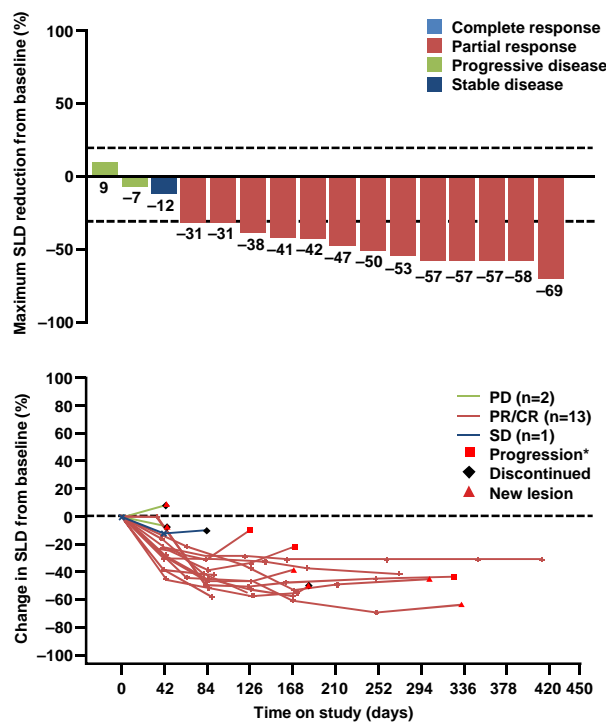 Maximum SLD reduction from baseline (%)
100
50
0
–50
–100
Complete response
Partial response
Progressive disease
Stable disease
9
–7
–12
–31
–31
–38
–41
–42
–47
–50
–53
–57
–57
–57
–58
–69
Change in SLD from baseline (%)
100
80
60
40
20
0
–20
–40
–60
–80
–100
PD (n=2)
PR/CR (n=13)
SD (n=1)
Progression*
Discontinued
New lesion
0 42 84 126 168 210 252 294 336 378 420 450
Time on study (days)